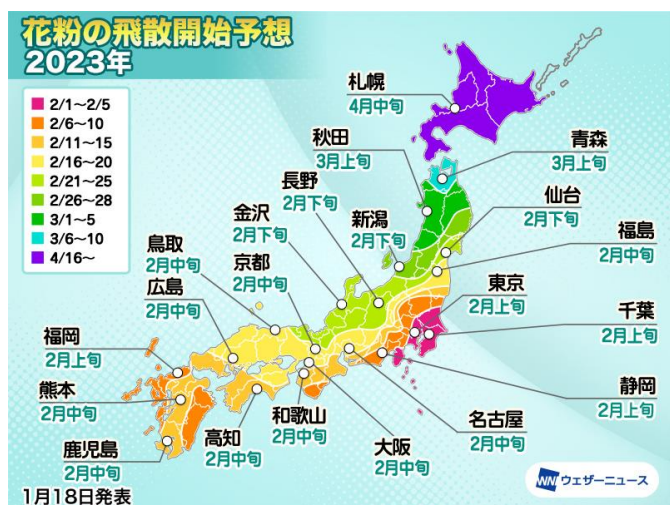 花粉の飛散開始予想
2023年
2/1～2/5
2/6～10
2/11～15
2/16～20
2/21～25
2/26～28
3/1～5
3/6～10
4/16～
札幌
4月中旬
秋田
3月上旬
青森
3月上旬
長野
2月下旬
仙台
2月下旬
金沢
2月下旬
新潟
2月下旬
福島
2月中旬
鳥取
2月中旬
京都
2月中旬
東京
2月上旬
広島
2月中旬
千葉
2月上旬
福岡
2月上旬
静岡
2月上旬
熊本
2月中旬
名古屋
2月中旬
和歌山
2月中旬
高知
2月中旬
大阪
2月中旬
鹿児島
2月中旬
1月18日発表
WNI ウェザーニュース